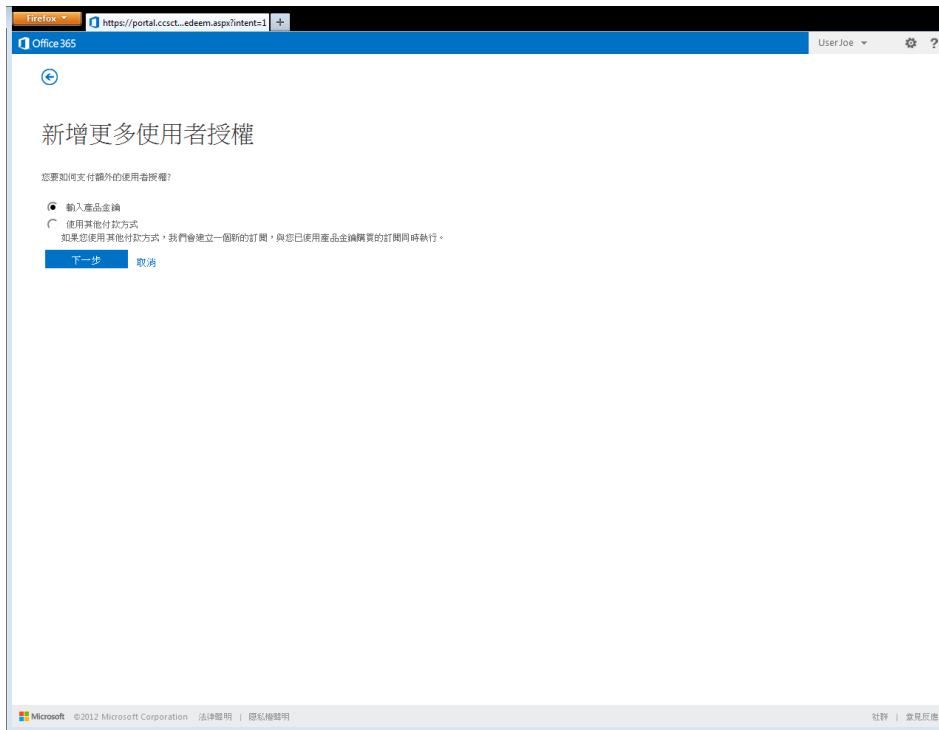 Firefox
https://portal.ccsct...edeem.aspx?intent=1 +
Office 365 UserJoe ?
新增更多使用者授權
您要如何支付額外的使用者授權?
輸入產品金鑰
使用其他付款方式
如果您使用其他付款方式，我們會建立一個新的訂閱，與您已使用產品金鑰購買的訂閱同時執行。
下一步 取消
Microsoft ©2012 Microsoft Corporation 法律聲明 | 隱私權聲明 社群 | 意見反應